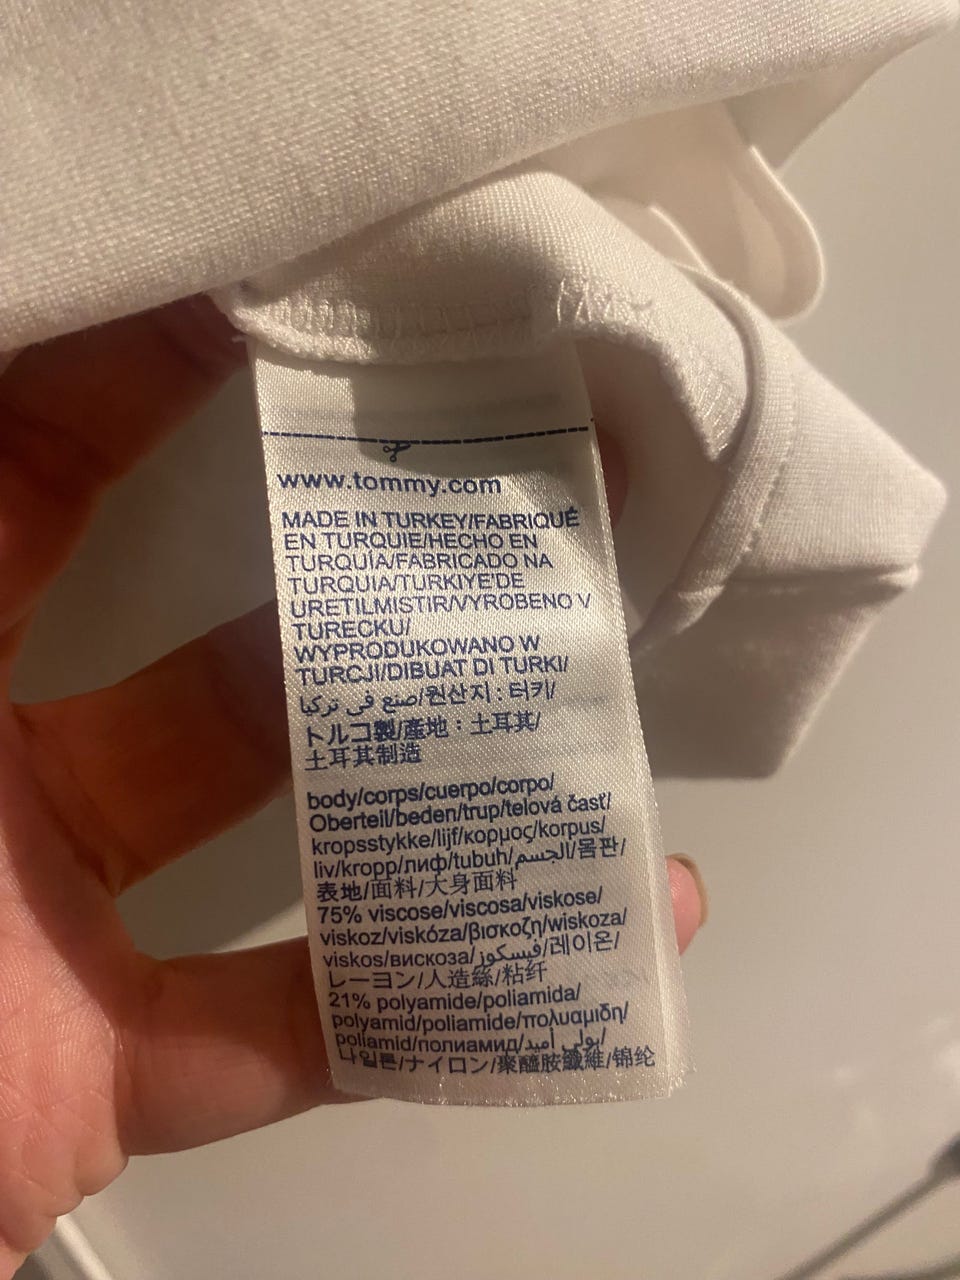 www.tommy.com
MADE IN TURKEY/FABRIQUÉ
EN TURQUIE/HECHO EN
TURQUÍA/FABRICADO NA
TURQUIA/TURKIYE'DE
URETILMISTIR/VYROBENO V
TURECKU/
WYPRODUKOWANO W
TURCJI/DIBUAT DI TURKI/
صنع في تركيا/원산지 : 터키/
トルコ製/產地：土耳其/
土耳其制造
body/corps/cuerpo/corpo/
Oberteil/beden/trup/telová časť/
kropsstykke/lijf/κορμος/korpus/
liv/kropp/лиф/tubuh/الجسم/몸판/
表地/面料/大身面料
75% viscose/viscosa/viskose/
viskoz/viskóza/βισκοζη/wiskoza/
viskos/вискоза/فيسكوز/레이온/
レーヨン/人造絲/粘纤
21% polyamide/poliamida/
polyamid/poliamide/πολυαμιδη/
poliamid/полиамид/بولي أميد/
나일론/ナイロン/聚醯胺纖維/锦纶